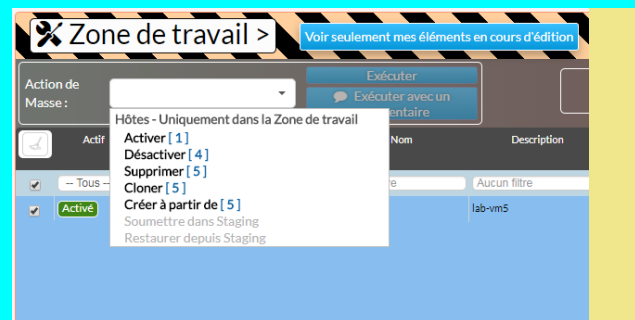 Zone de travail >
Voir seulement mes éléments en cours d'édition
Action de
Masse :
Exécuter
Exécuter avec un
Hôtes - Uniquement dans la Zone de travail
Activer [ 1 ]
Désactiver [ 4 ]
Supprimer [ 5 ]
Cloner [ 5 ]
Créer à partir de [ 5 ]
Soumettre dans Staging
Restaurer depuis Staging
Actif
Nom
Description
-- Tous --
Aucun filtre
Activé
lab-vm5